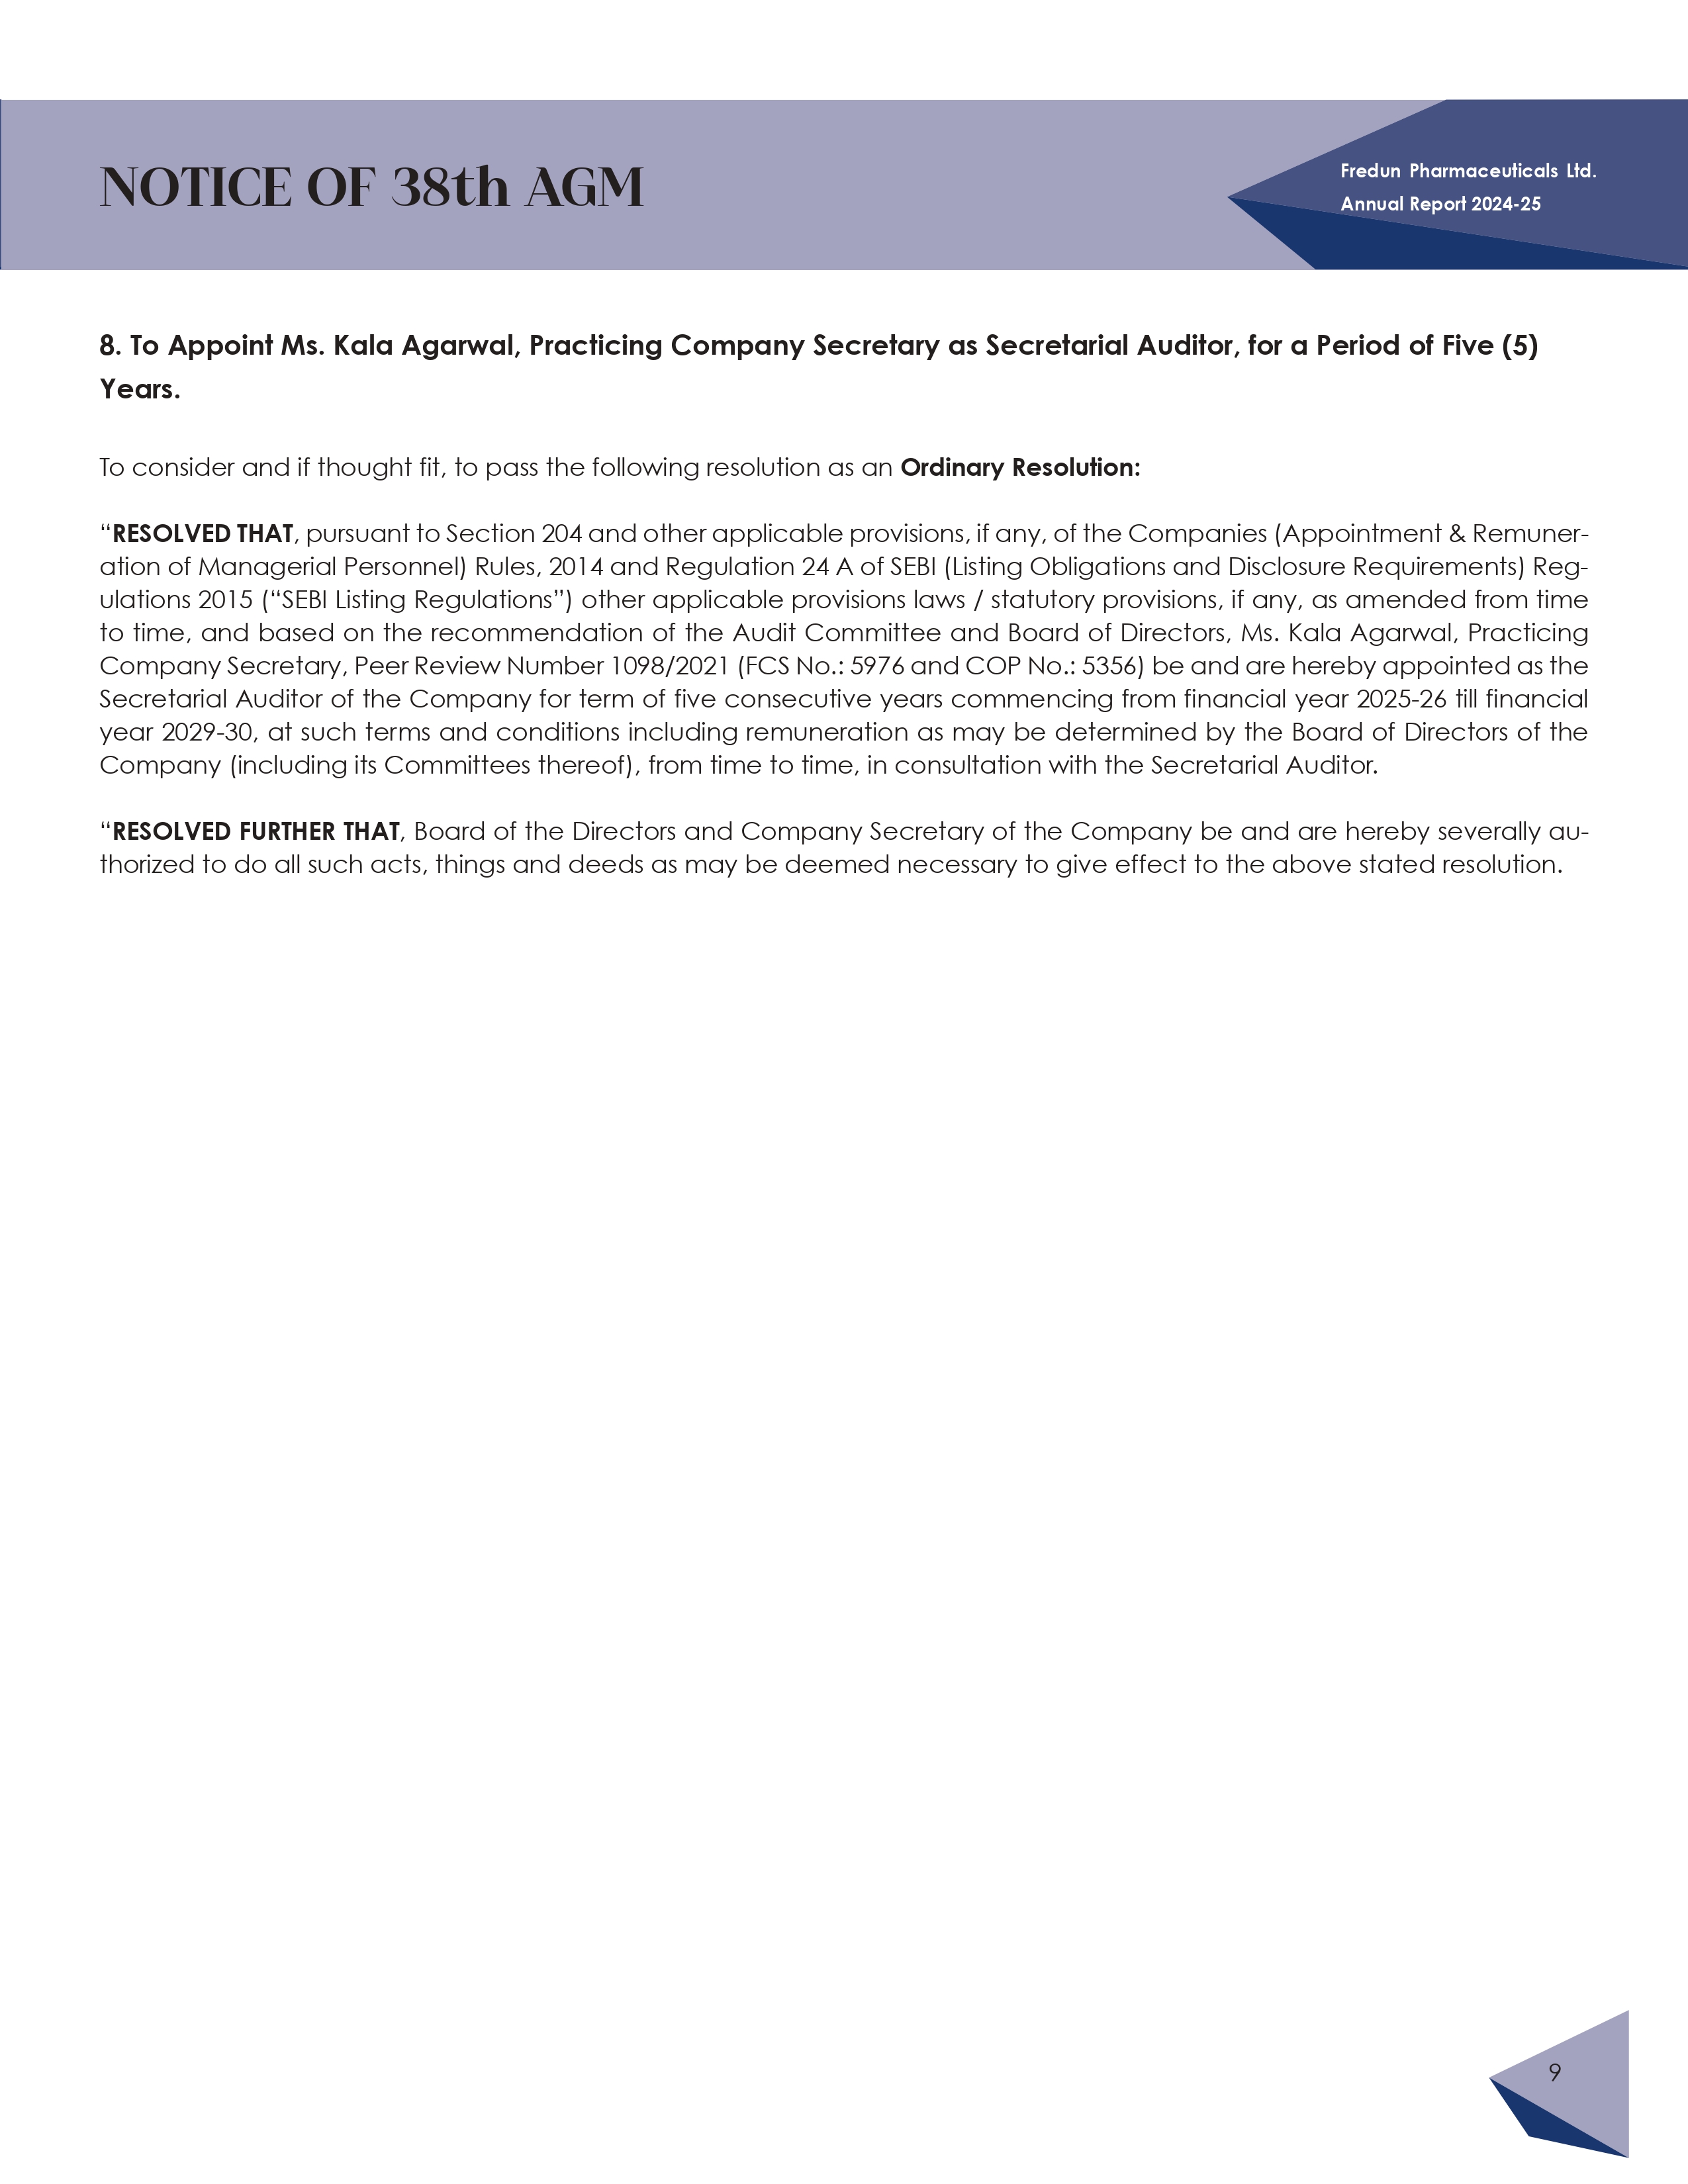 NOTICE OF 38th AGM
Fredun Pharmaceuticals Ltd.
Annual Report 2024-25
8. To Appoint Ms. Kala Agarwal, Practicing Company Secretary as Secretarial Auditor, for a Period of Five (5)
Years.
To consider and if thought fit, to pass the following resolution as an Ordinary Resolution:
“RESOLVED THAT, pursuant to Section 204 and other applicable provisions, if any, of the Companies (Appointment & Remuner-
ation of Managerial Personnel) Rules, 2014 and Regulation 24 A of SEBI (Listing Obligations and Disclosure Requirements) Reg-
ulations 2015 (“SEBI Listing Regulations”) other applicable provisions laws / statutory provisions, if any, as amended from time
to time, and based on the recommendation of the Audit Committee and Board of Directors, Ms. Kala Agarwal, Practicing
Company Secretary, Peer Review Number 1098/2021 (FCS No.: 5976 and COP No.: 5356) be and are hereby appointed as the
Secretarial Auditor of the Company for term of five consecutive years commencing from financial year 2025-26 till financial
year 2029-30, at such terms and conditions including remuneration as may be determined by the Board of Directors of the
Company (including its Committees thereof), from time to time, in consultation with the Secretarial Auditor.
“RESOLVED FURTHER THAT, Board of the Directors and Company Secretary of the Company be and are hereby severally au-
thorized to do all such acts, things and deeds as may be deemed necessary to give effect to the above stated resolution.
9